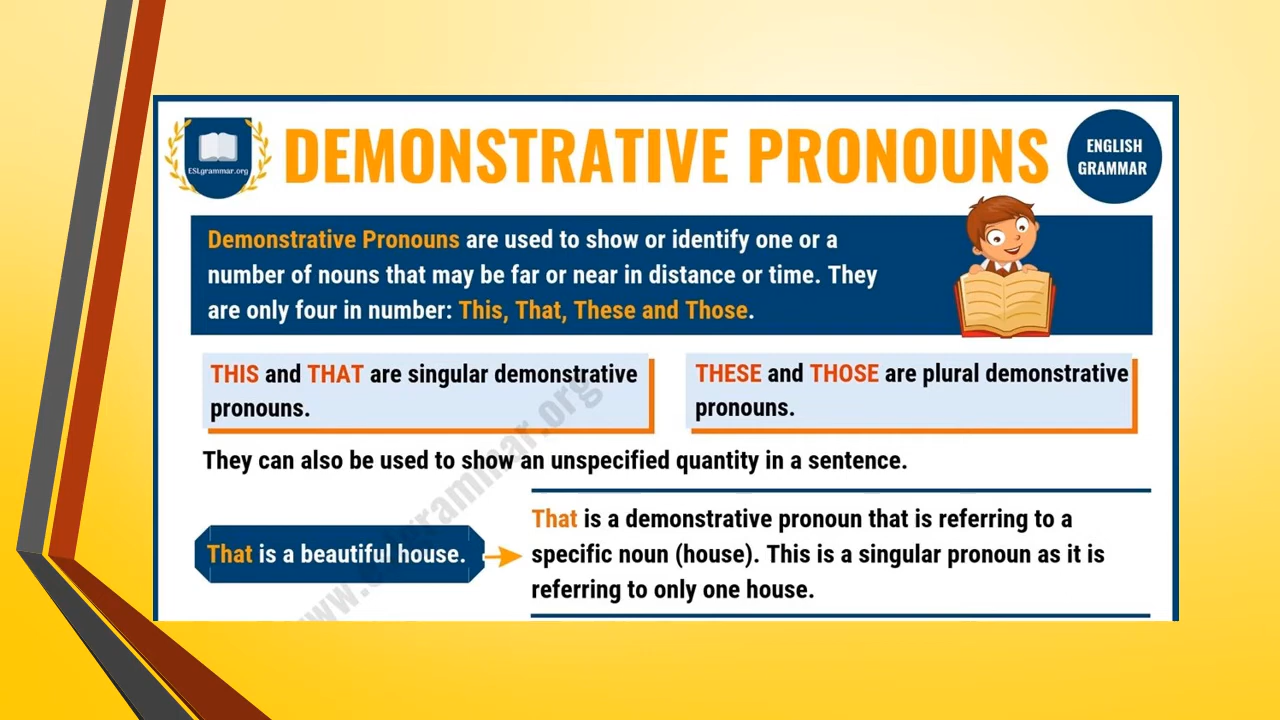 ESLgrammar.org
DEMONSTRATIVE PRONOUNS
ENGLISH
GRAMMAR
Demonstrative Pronouns are used to show or identify one or a
number of nouns that may be far or near in distance or time. They
are only four in number: This, That, These and Those.
THIS and THAT are singular demonstrative
pronouns.
THESE and THOSE are plural demonstrative
pronouns.
They can also be used to show an unspecified quantity in a sentence.
That is a beautiful house.
That is a demonstrative pronoun that is referring to a
specific noun (house). This is a singular pronoun as it is
referring to only one house.